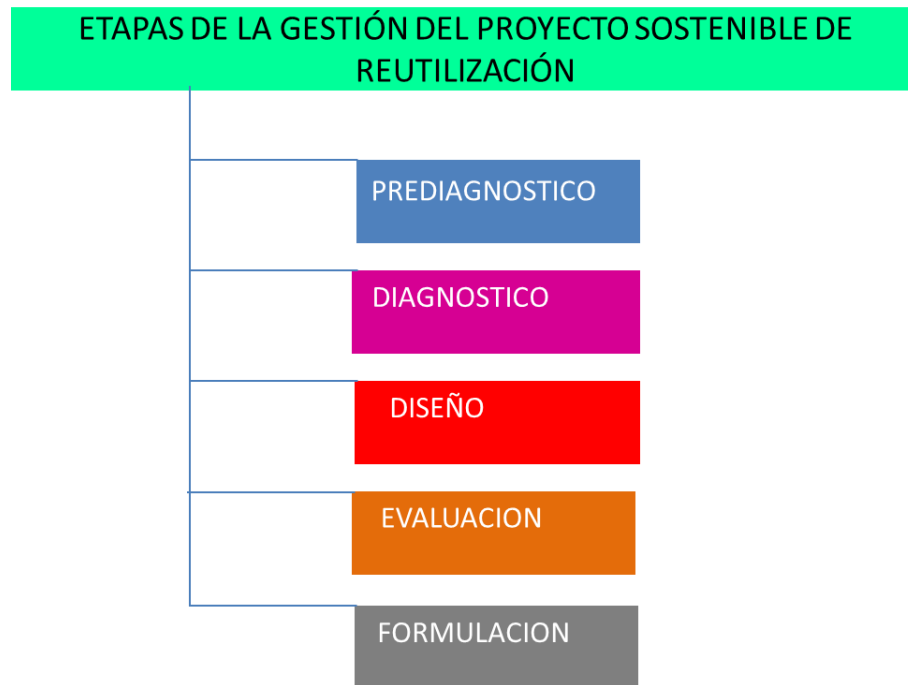 ETAPAS DE LA GESTIÓN DEL PROYECTO SOSTENIBLE DE
REUTILIZACIÓN
PREDIAGNOSTICO
DIAGNOSTICO
DISEÑO
EVALUACION
FORMULACION